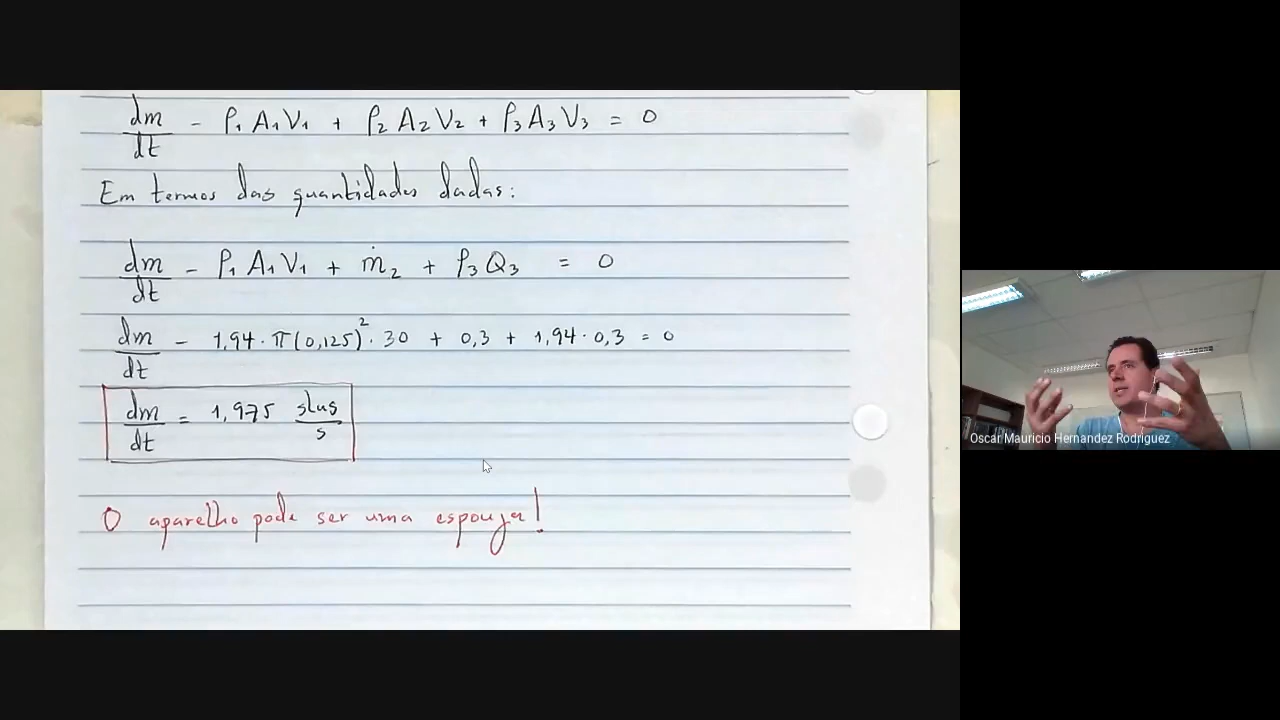 dm/dt - ρ₁ A₁ V₁ + ρ₂ A₂ V₂ + ρ₃ A₃ V₃ = 0
Em termos das quantidades dadas:
dm/dt - ρ₁ A₁ V₁ + ṁ₂ + ρ₃ Q₃ = 0
dm/dt - 1,94 · π (0,125)² · 30 + 0,3 + 1,94 · 0,3 = 0
dm/dt = 1,975 slug/s
O aparelho pode ser uma esponja!
Oscar Mauricio Hernandez Rodriguez